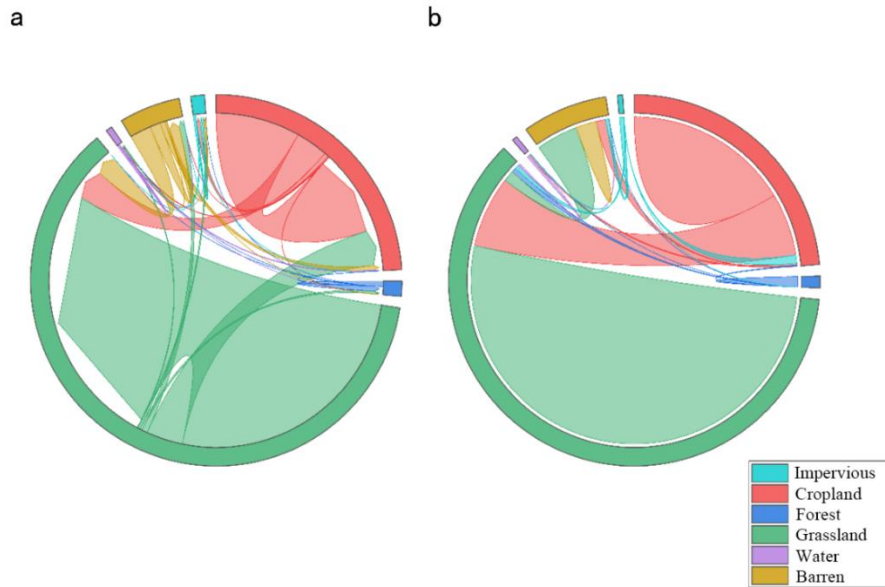 a
b
Impervious
Cropland
Forest
Grassland
Water
Barren